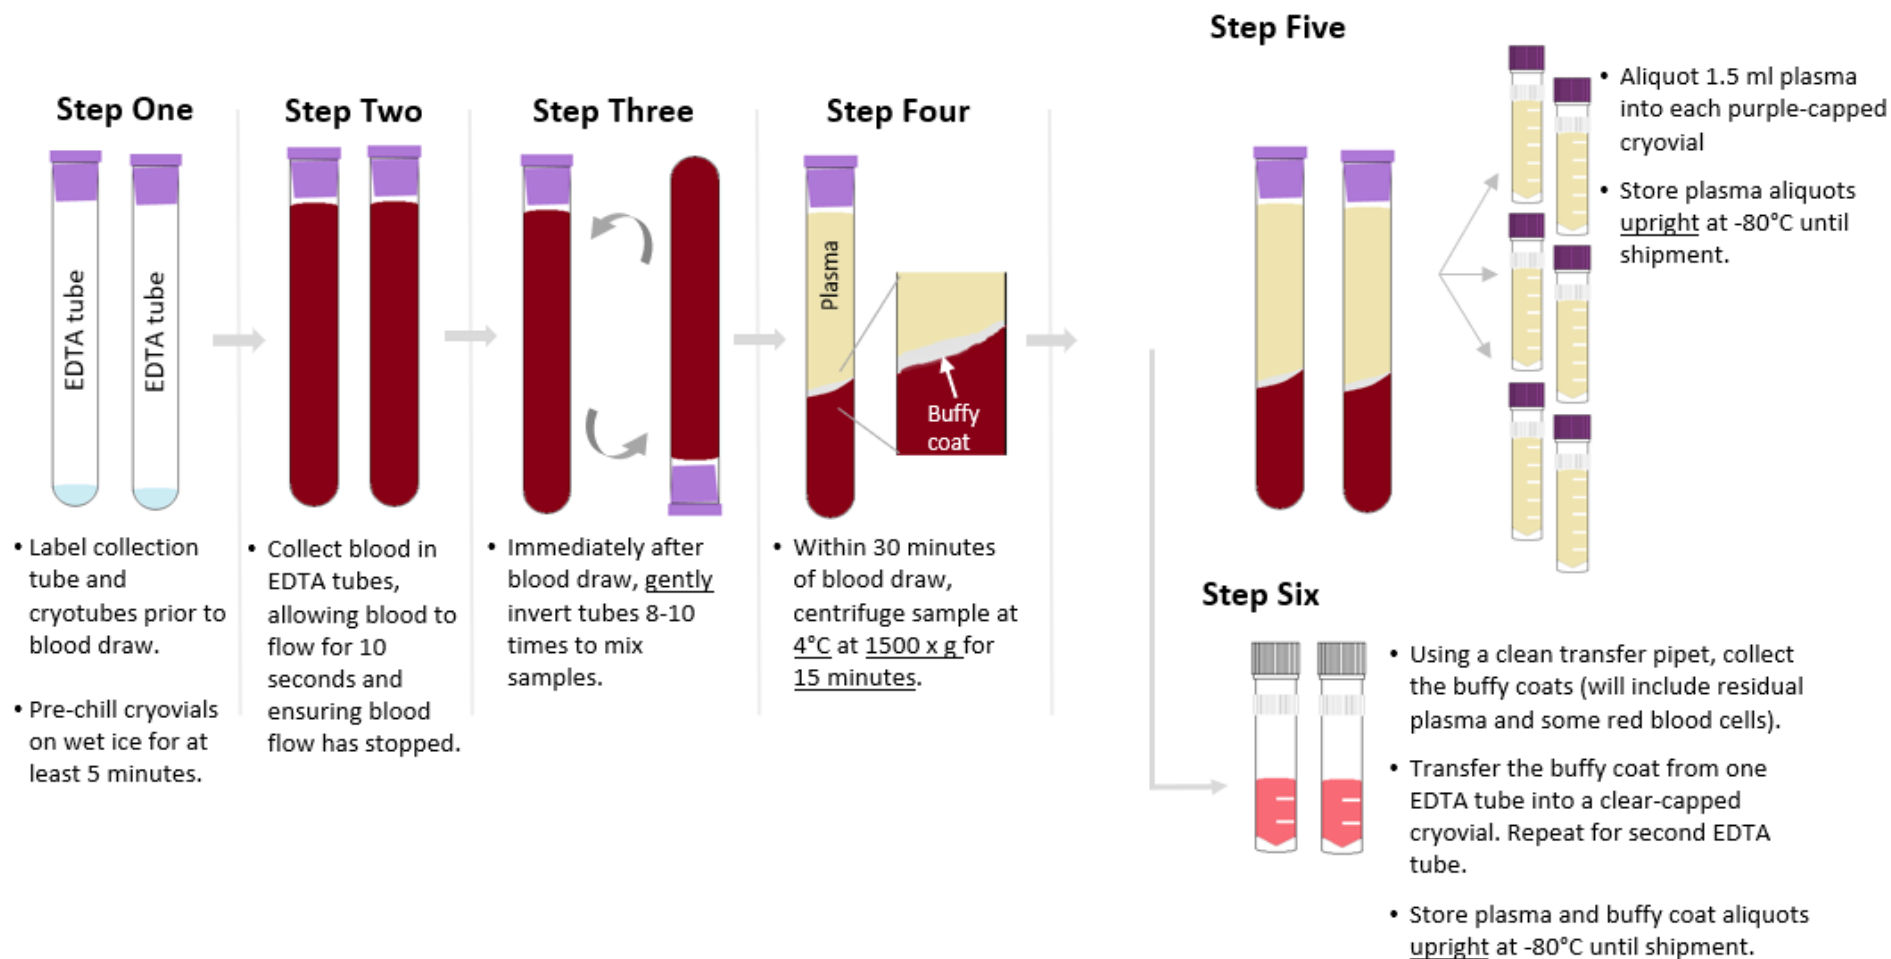 Step One
EDTA tube
EDTA tube
• Label collection
tube and
cryotubes prior to
blood draw.
• Pre-chill cryovials
on wet ice for at
least 5 minutes.
Step Two
• Collect blood in
EDTA tubes,
allowing blood to
flow for 10
seconds and
ensuring blood
flow has stopped.
Step Three
• Immediately after
blood draw, gently
invert tubes 8-10
times to mix
samples.
Step Four
Plasma
Buffy
coat
• Within 30 minutes
of blood draw,
centrifuge sample at
4°C at 1500 x g for
15 minutes.
Step Five
• Aliquot 1.5 ml plasma
into each purple-capped
cryovial
• Store plasma aliquots
upright at -80°C until
shipment.
Step Six
• Using a clean transfer pipet, collect
the buffy coats (will include residual
plasma and some red blood cells).
• Transfer the buffy coat from one
EDTA tube into a clear-capped
cryovial. Repeat for second EDTA
tube.
• Store plasma and buffy coat aliquots
upright at -80°C until shipment.